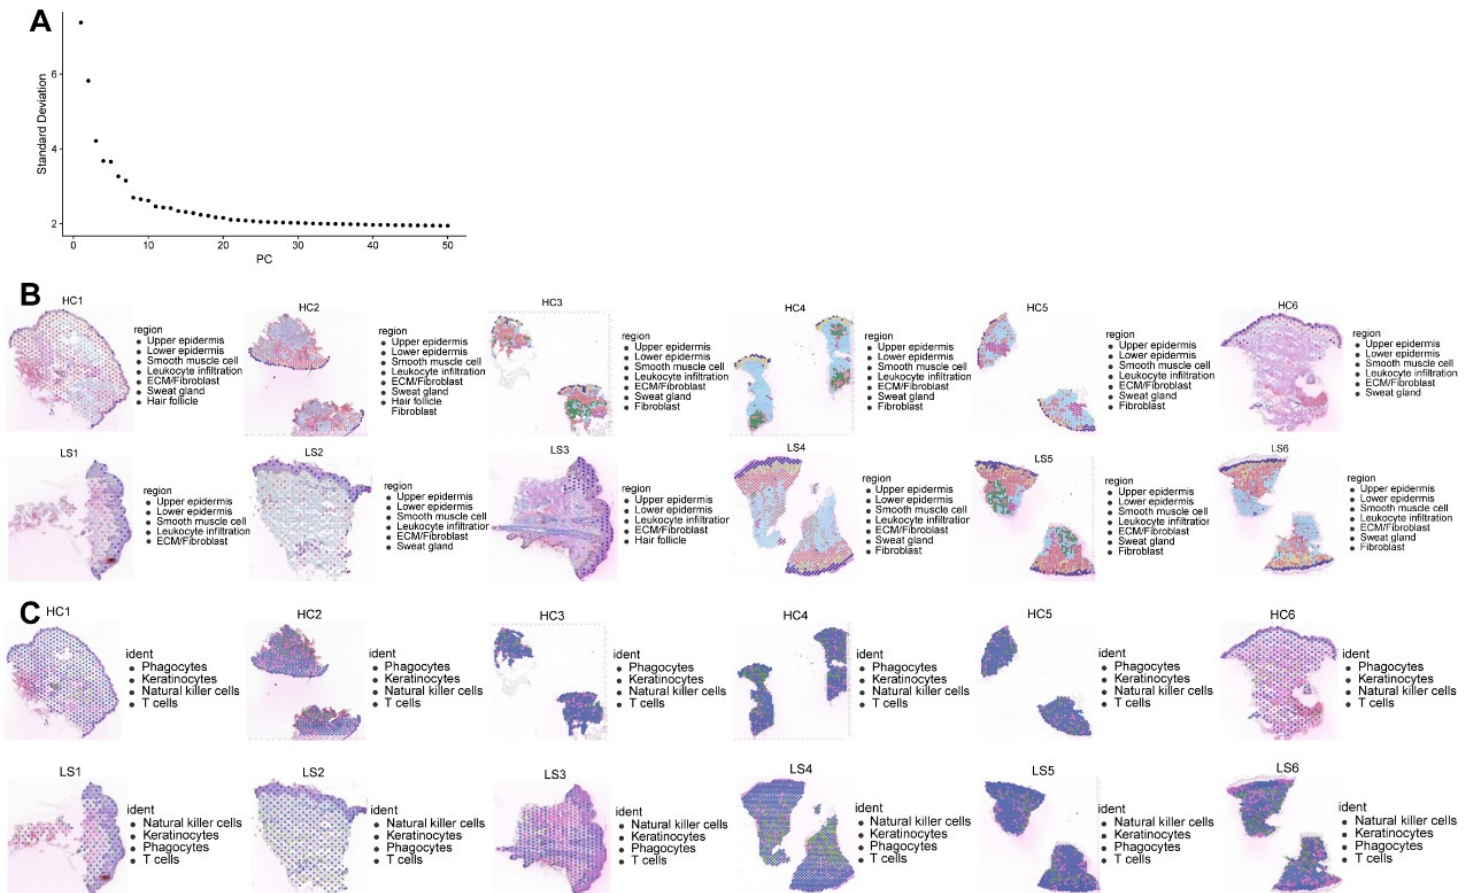 A
Standard Deviation
6
4
2
0
10
20
30
40
50
PC
B
HC1
region
Upper epidermis
Lower epidermis
Smooth muscle cell
Leukocyte infiltration
ECM/Fibroblast
Sweat gland
Hair follicle
HC2
region
Upper epidermis
Lower epidermis
Smooth muscle cell
Leukocyte infiltration
ECM/Fibroblast
Sweat gland
Hair follicle
Fibroblast
HC3
region
Upper epidermis
Lower epidermis
Smooth muscle cell
Leukocyte infiltration
ECM/Fibroblast
Sweat gland
Fibroblast
HC4
region
Upper epidermis
Lower epidermis
Smooth muscle cell
Leukocyte infiltration
ECM/Fibroblast
Sweat gland
Fibroblast
HC5
region
Upper epidermis
Lower epidermis
Smooth muscle cell
Leukocyte infiltration
ECM/Fibroblast
Sweat gland
Fibroblast
HC6
region
Upper epidermis
Lower epidermis
Smooth muscle cell
Leukocyte infiltration
ECM/Fibroblast
Sweat gland
LS1
region
Upper epidermis
Lower epidermis
Smooth muscle cell
Leukocyte infiltration
ECM/Fibroblast
LS2
region
Upper epidermis
Lower epidermis
Smooth muscle cell
Leukocyte infiltration
ECM/Fibroblast
Sweat gland
LS3
region
Upper epidermis
Lower epidermis
Leukocyte infiltration
ECM/Fibroblast
Hair follicle
LS4
region
Upper epidermis
Lower epidermis
Smooth muscle cell
Leukocyte infiltration
ECM/Fibroblast
Sweat gland
Fibroblast
LS5
region
Upper epidermis
Lower epidermis
Smooth muscle cell
Leukocyte infiltration
ECM/Fibroblast
Sweat gland
Fibroblast
LS6
region
Upper epidermis
Lower epidermis
Smooth muscle cell
Leukocyte infiltration
ECM/Fibroblast
Sweat gland
Fibroblast
C
HC1
ident
Phagocytes
Keratinocytes
Natural killer cells
T cells
HC2
ident
Phagocytes
Keratinocytes
Natural killer cells
T cells
HC3
ident
Phagocytes
Keratinocytes
Natural killer cells
T cells
HC4
ident
Phagocytes
Keratinocytes
Natural killer cells
T cells
HC5
ident
Phagocytes
Keratinocytes
Natural killer cells
T cells
HC6
ident
Phagocytes
Keratinocytes
Natural killer cells
T cells
LS1
ident
Natural killer cells
Keratinocytes
Phagocytes
T cells
LS2
ident
Natural killer cells
Keratinocytes
Phagocytes
T cells
LS3
ident
Natural killer cells
Keratinocytes
Phagocytes
T cells
LS4
ident
Natural killer cells
Keratinocytes
Phagocytes
T cells
LS5
ident
Natural killer cells
Keratinocytes
Phagocytes
T cells
LS6
ident
Natural killer cells
Keratinocytes
Phagocytes
T cells